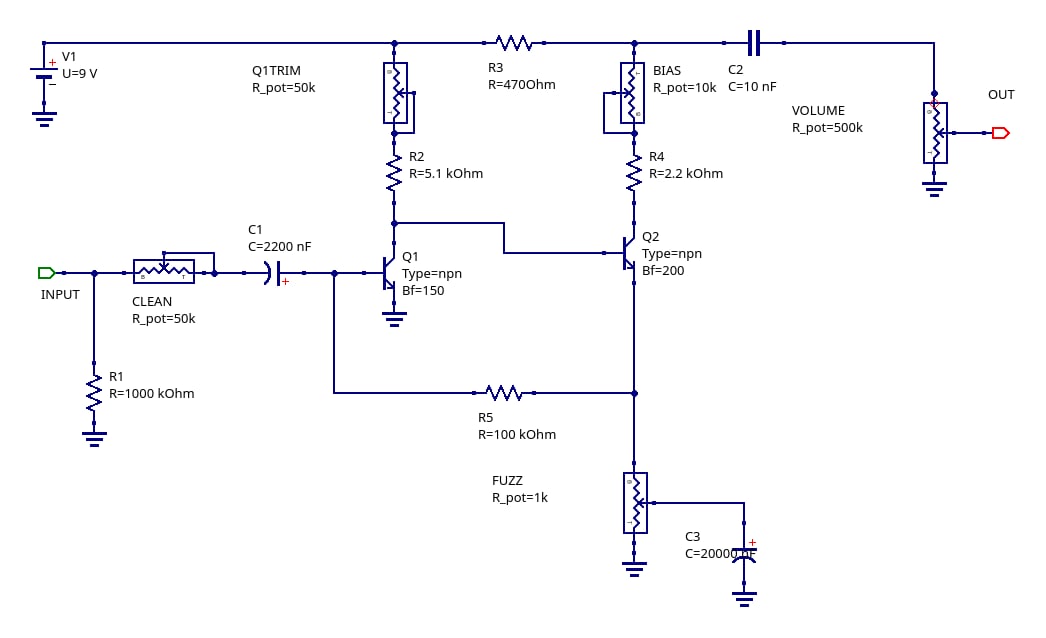 V1
U=9 V
Q1TRIM
R_pot=50k
R3
R=470Ohm
BIAS
R_pot=10k
C2
C=10 nF
VOLUME
R_pot=500k
OUT
R2
R=5.1 kOhm
R4
R=2.2 kOhm
C1
C=2200 nF
Q1
Type=npn
Bf=150
Q2
Type=npn
Bf=200
INPUT
CLEAN
R_pot=50k
R1
R=1000 kOhm
R5
R=100 kOhm
FUZZ
R_pot=1k
C3
C=20000 nF